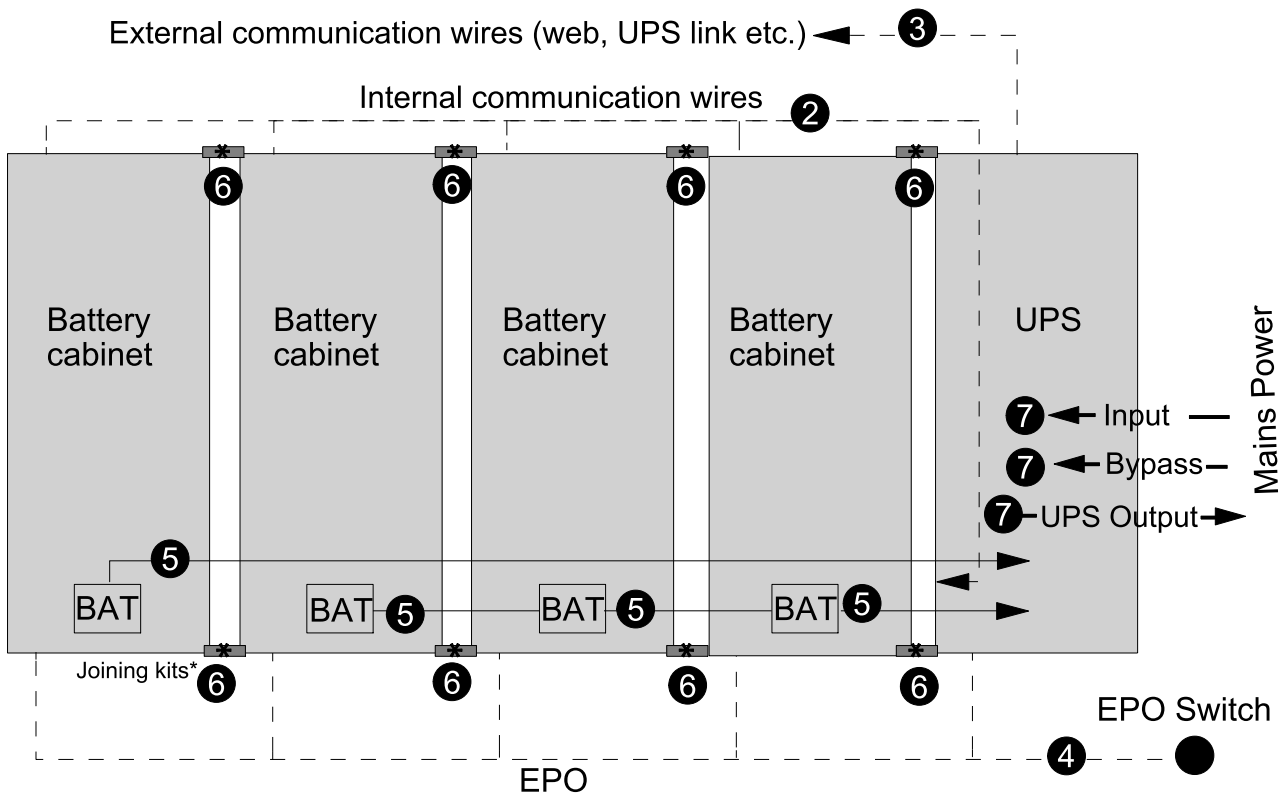 External communication wires (web, UPS link etc.)
3
Internal communication wires
2
*
*
*
*
6
6
6
6
Battery
cabinet
Battery
cabinet
Battery
cabinet
Battery
cabinet
UPS
Mains Power
7
Input
7
Bypass
7
UPS Output
5
BAT
BAT
5
BAT
5
BAT
5
*
*
*
*
Joining kits*
6
6
6
6
EPO Switch
4
EPO